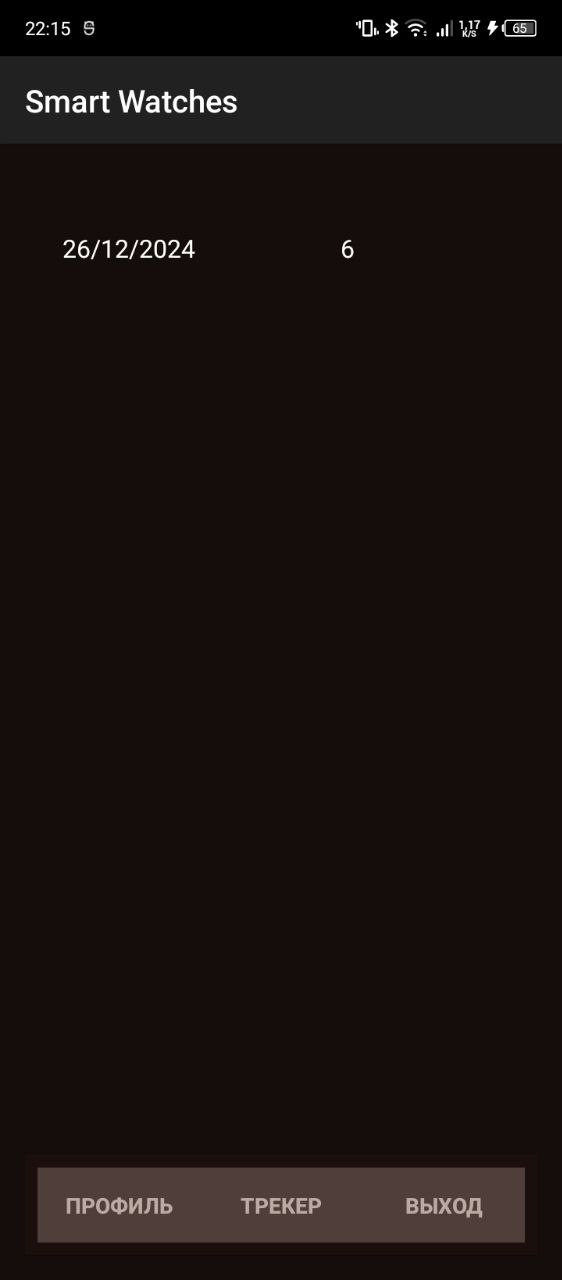 22:15 1,17 K/S 65
Smart Watches
26/12/2024 6
ПРОФИЛЬ ТРЕКЕР ВЫХОД